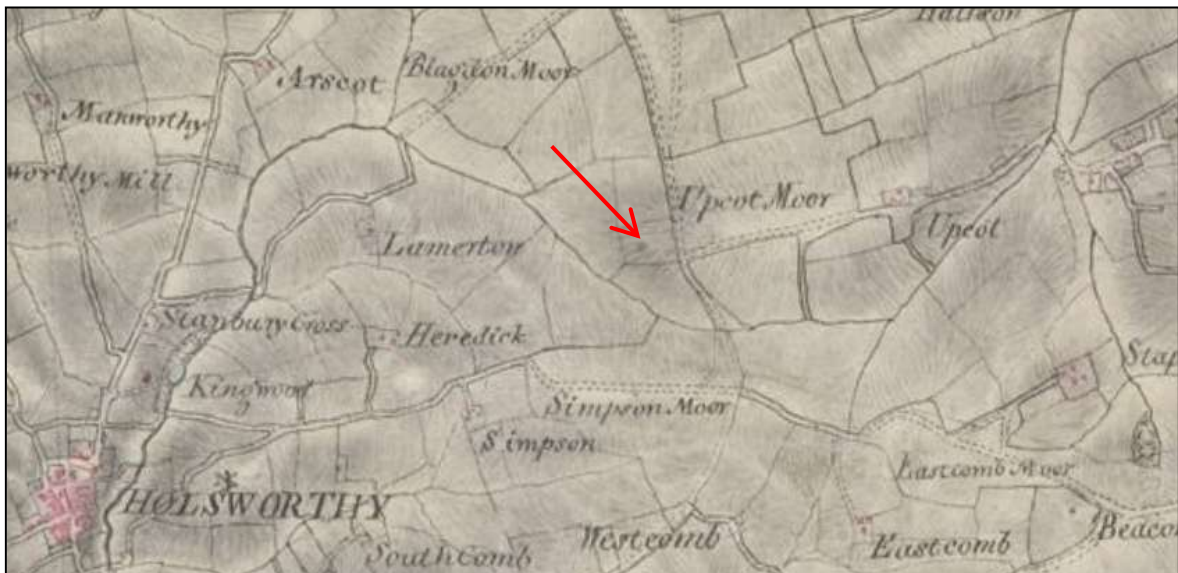 Arscot
Blagdon Moor
Manworthy
worthy Mill
Upcot Moor
Upcot
Lamerton
Stanbury Cross
Heredick
Kingwood
Simpson Moor
Simpson
Stap
Eastcomb Moor
HOLSWORTHY
South Comb
Westcomb
Eastcomb
Beaco